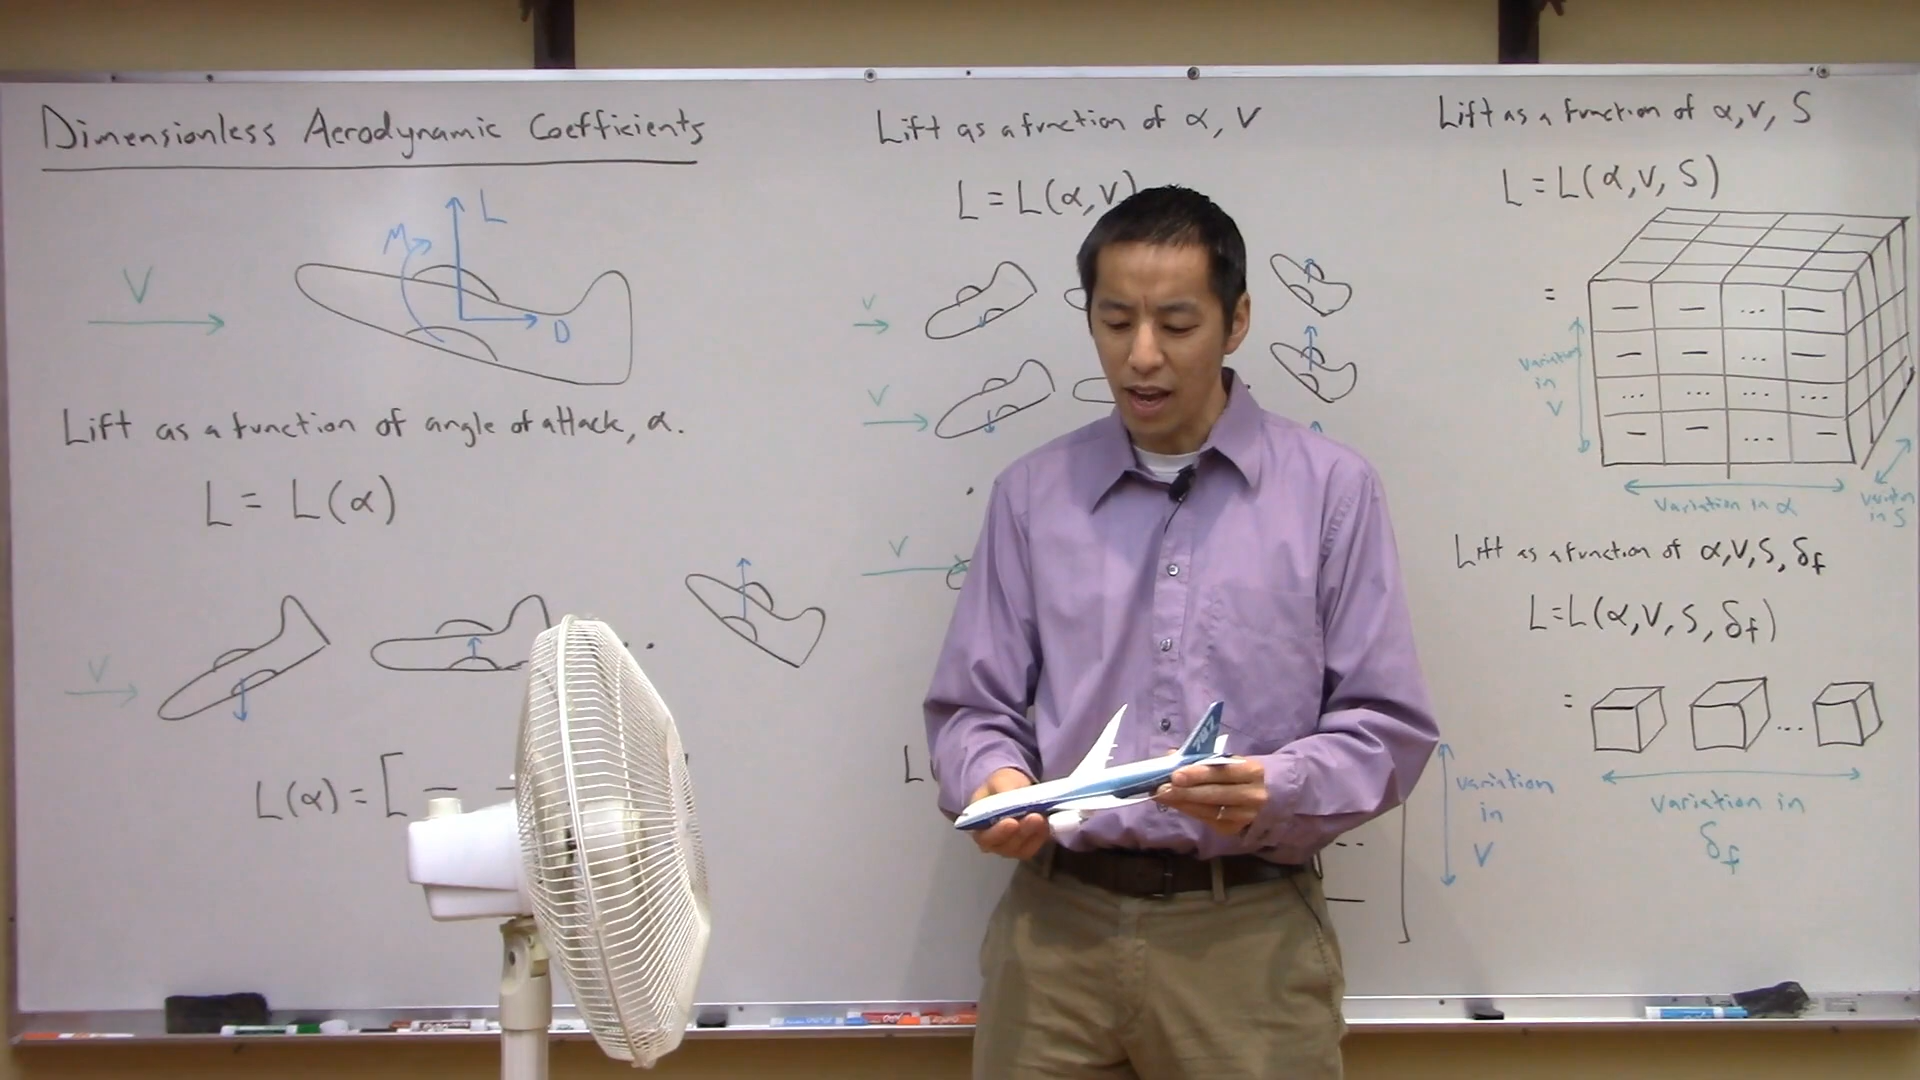 Dimensionless Aerodynamic Coefficients
L
M
V
D
Lift as a function of angle of attack, α.
L = L(α)
V
L(α) = [ —
Lift as a function of α, V
L = L(α, V)
V
V
V
L
variation
in
V
Lift as a function of α, V, S
L = L(α, V, S)
=
— — ... —
— — ... —
... ... ... ...
— — ... —
variation
in
V
variation in α
variation
in S
Lift as a function of α, V, S, δf
L = L(α, V, S, δf)
=
...
variation in
δf
787